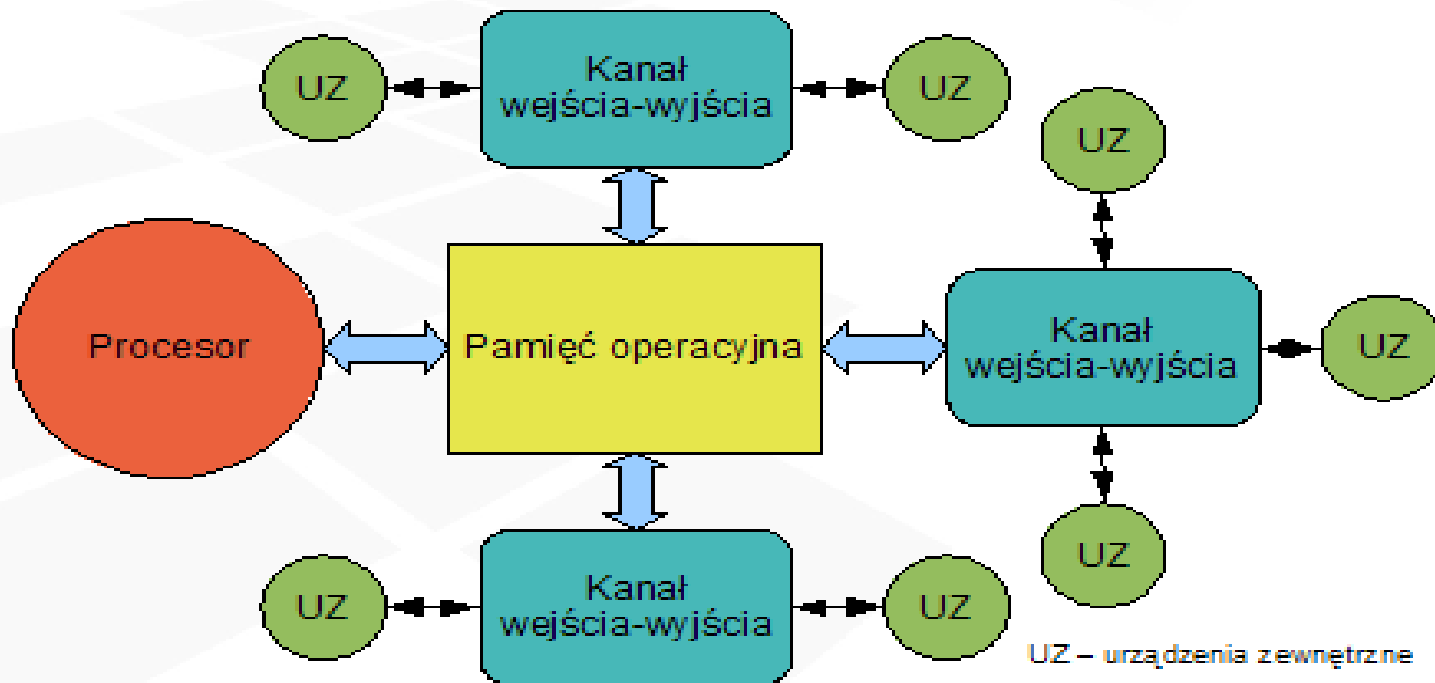 UZ
Kanał
wejścia-wyjścia
UZ
UZ
Procesor
Pamięć operacyjna
Kanał
wejścia-wyjścia
UZ
UZ
UZ
Kanał
wejścia-wyjścia
UZ
UZ – urządzenia zewnętrzne